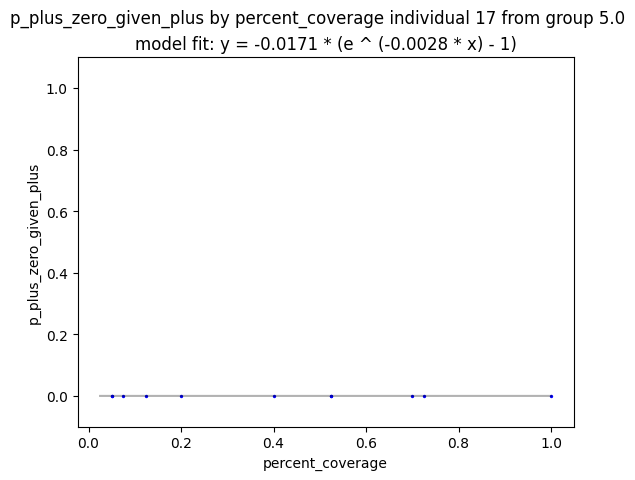 p_plus_zero_given_plus by percent_coverage individual 17 from group 5.0
model fit: y = -0.0171 * (e ^ (-0.0028 * x) - 1)
1.0
0.8
0.6
0.4
0.2
0.0
p_plus_zero_given_plus
0.0 0.2 0.4 0.6 0.8 1.0
percent_coverage